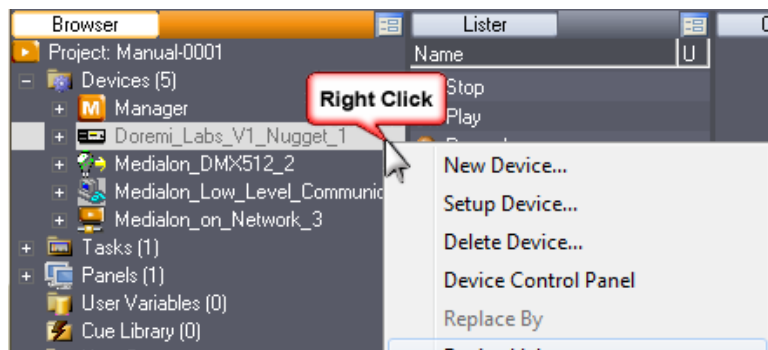 Browser
Project: Manual-0001
Devices (5)
Manager
Doremi_Labs_V1_Nugget_1
Medialon_DMX512_2
Medialon_Low_Level_Communic
Medialon_on_Network_3
Tasks (1)
Panels (1)
User Variables (0)
Cue Library (0)
Lister
Name U
Stop
Play
Right Click
New Device...
Setup Device...
Delete Device...
Device Control Panel
Replace By